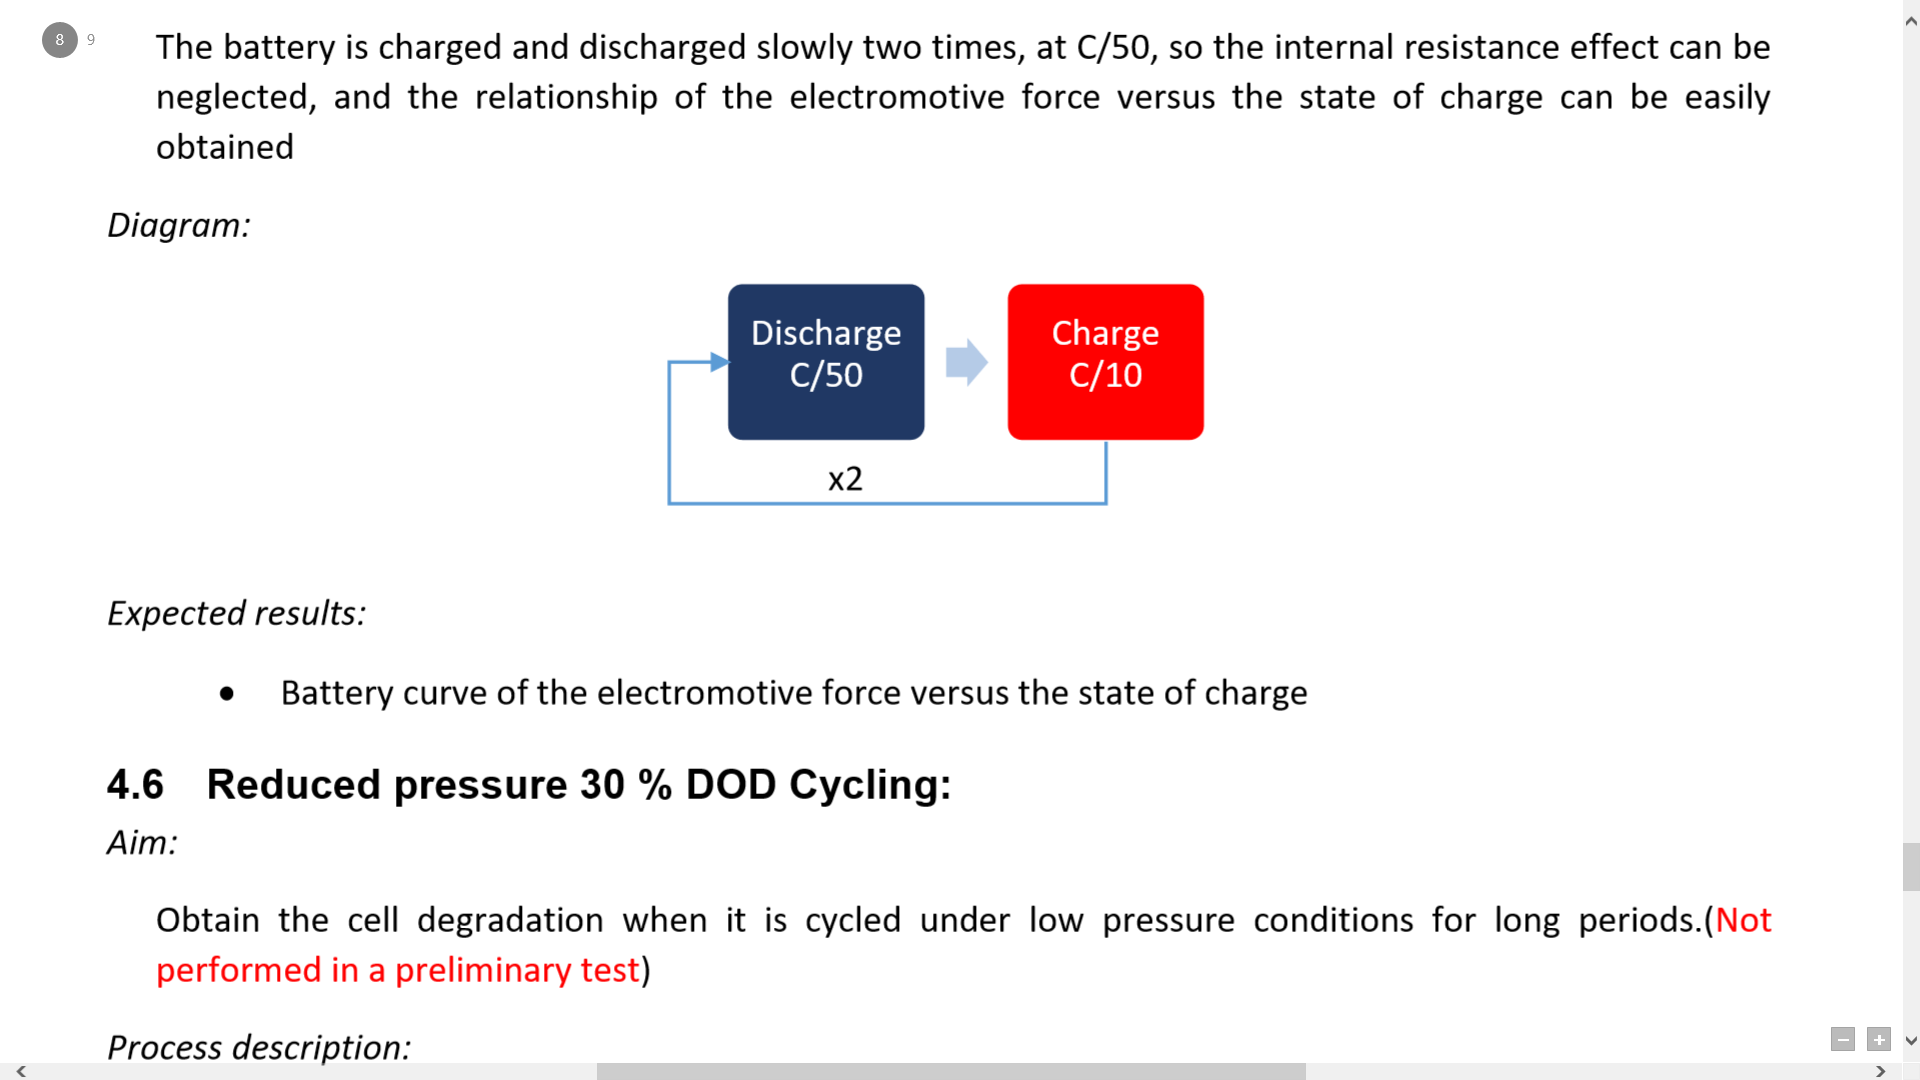 8 9
The battery is charged and discharged slowly two times, at C/50, so the internal resistance effect can be
neglected, and the relationship of the electromotive force versus the state of charge can be easily
obtained
Diagram:
Discharge
C/50
Charge
C/10
x2
Expected results:
• Battery curve of the electromotive force versus the state of charge
4.6 Reduced pressure 30 % DOD Cycling:
Aim:
Obtain the cell degradation when it is cycled under low pressure conditions for long periods.(Not
performed in a preliminary test)
Process description: